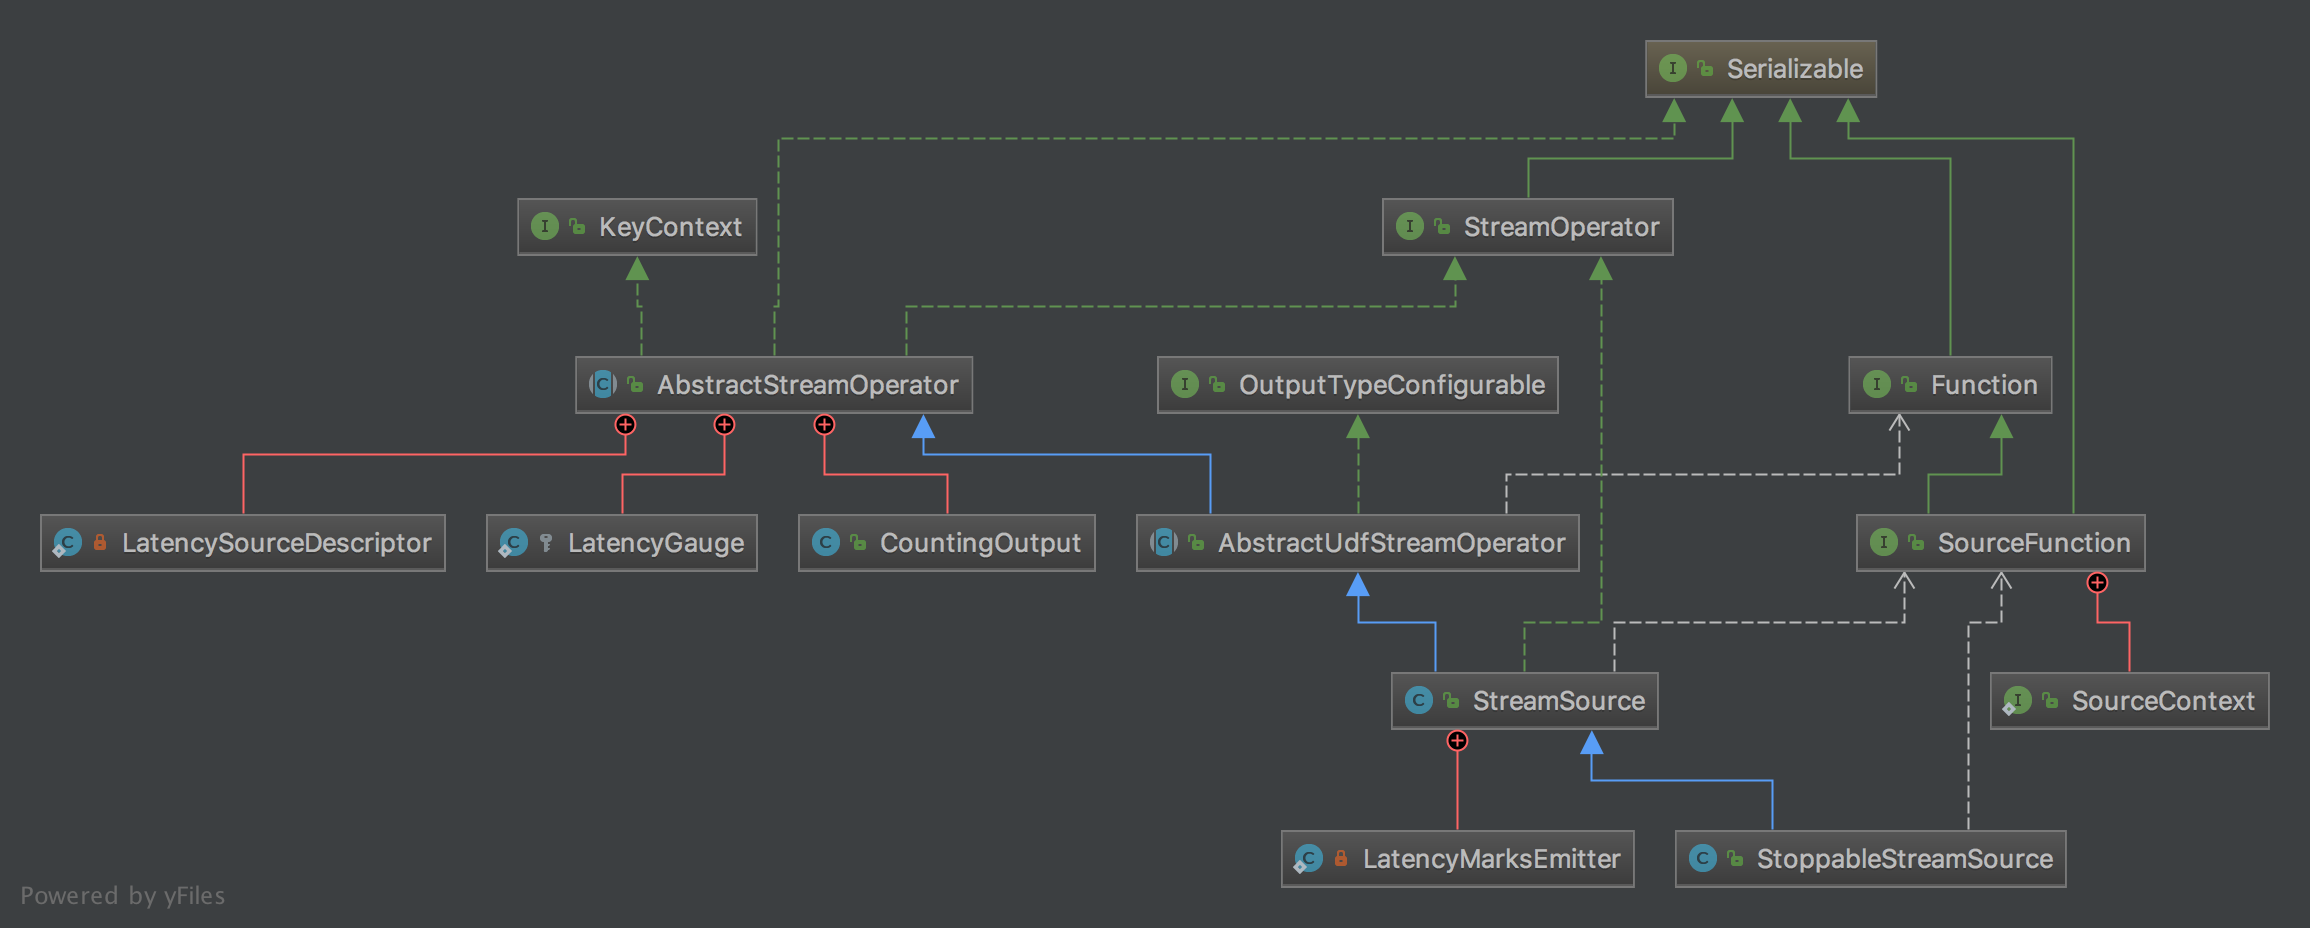 Serializable
KeyContext
StreamOperator
AbstractStreamOperator
OutputTypeConfigurable
Function
LatencySourceDescriptor
LatencyGauge
CountingOutput
AbstractUdfStreamOperator
SourceFunction
StreamSource
SourceContext
LatencyMarksEmitter
StoppableStreamSource
Powered by yFiles